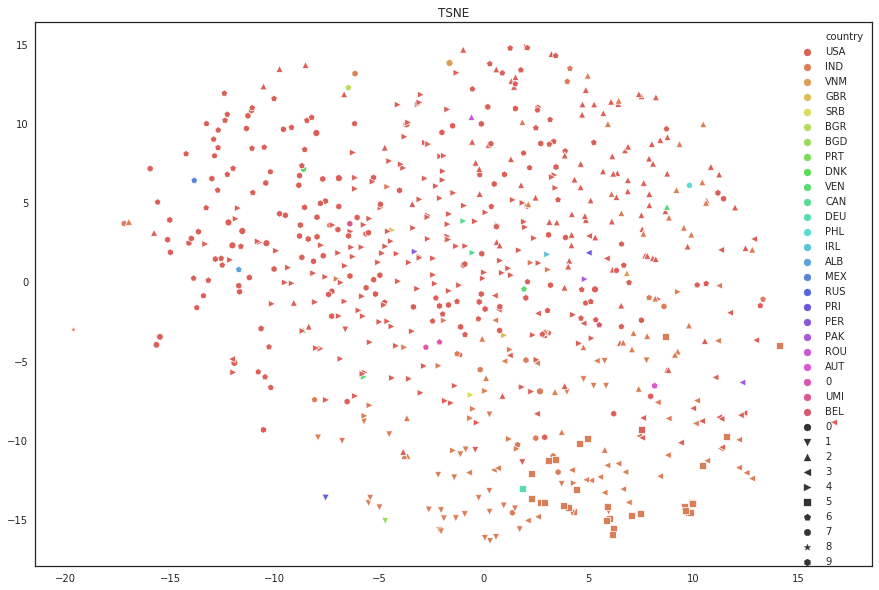 TSNE
country
USA
IND
VNM
GBR
SRB
BGR
BGD
PRT
DNK
VEN
CAN
DEU
PHL
IRL
ALB
MEX
RUS
PRI
PER
PAK
ROU
AUT
0
UMI
BEL
0
1
2
3
4
5
6
7
8
9
15
10
5
0
−5
−10
−15
−20 −15 −10 −5 0 5 10 15